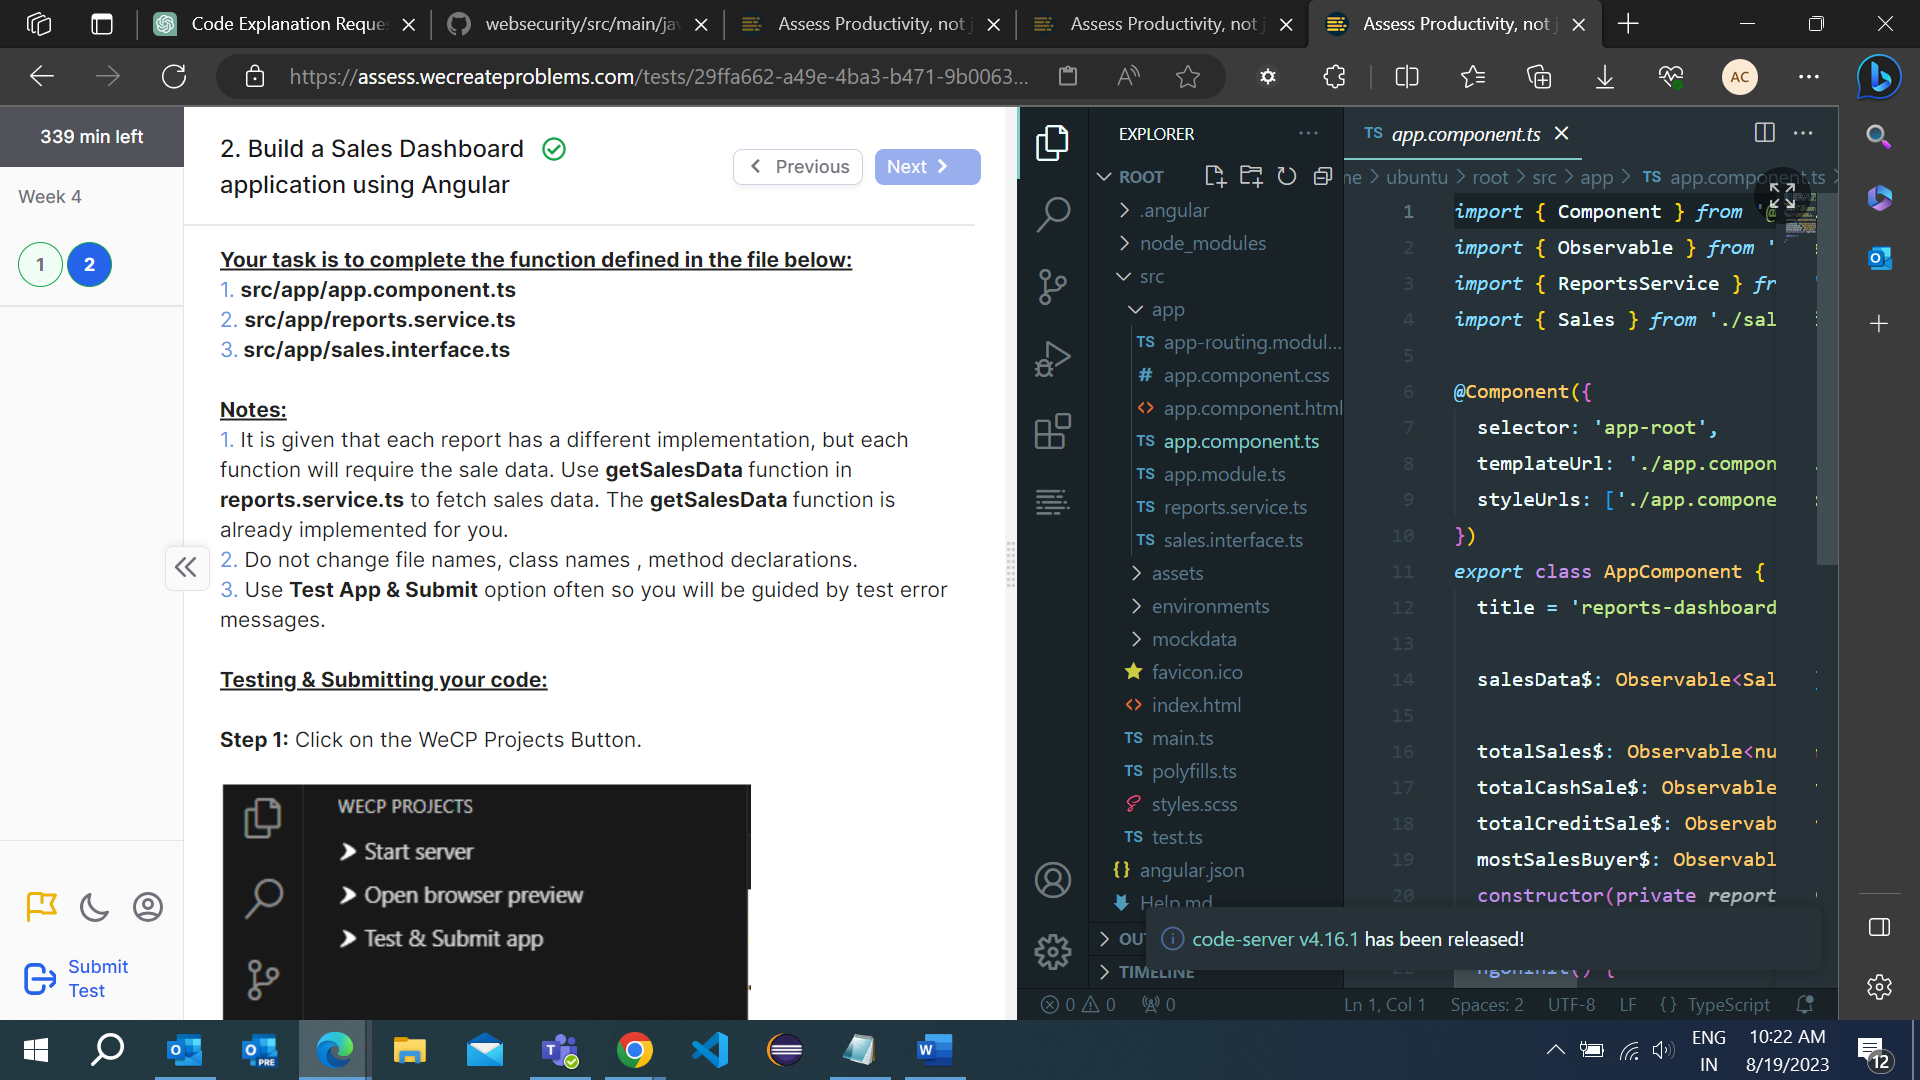 Code Explanation Reque
websecurity/src/main/jav
Assess Productivity, not j
Assess Productivity, not j
Assess Productivity, not j
https://assess.wecreateproblems.com/tests/29ffa662-a49e-4ba3-b471-9b0063...
AC
339 min left
Week 4
1
2
2. Build a Sales Dashboard
application using Angular
Previous
Next
Your task is to complete the function defined in the file below:
1. src/app/app.component.ts
2. src/app/reports.service.ts
3. src/app/sales.interface.ts
Notes:
1. It is given that each report has a different implementation, but each
function will require the sale data. Use getSalesData function in
reports.service.ts to fetch sales data. The getSalesData function is
already implemented for you.
2. Do not change file names, class names , method declarations.
3. Use Test App & Submit option often so you will be guided by test error
messages.
Testing & Submitting your code:
Step 1: Click on the WeCP Projects Button.
WECP PROJECTS
Start server
Open browser preview
Test & Submit app
Submit
Test
EXPLORER
ROOT
.angular
node_modules
src
app
TS app-routing.modul...
# app.component.css
<> app.component.html
TS app.component.ts
TS app.module.ts
TS reports.service.ts
TS sales.interface.ts
assets
environments
mockdata
favicon.ico
<> index.html
TS main.ts
TS polyfills.ts
styles.scss
TS test.ts
{} angular.json
Help.md
OUT
TIMELINE
TS app.component.ts
me > ubuntu > root > src > app > TS app.component.ts >
1 import { Component } from '@
2 import { Observable } from '
3 import { ReportsService } fr
4 import { Sales } from './sal
5
6 @Component({
7 selector: 'app-root',
8 templateUrl: './app.compon
9 styleUrls: ['./app.compone
10 })
11 export class AppComponent {
12 title = 'reports-dashboard
13
14 salesData$: Observable<Sal
15
16 totalSales$: Observable<nu
17 totalCashSale$: Observable
18 totalCreditSale$: Observab
19 mostSalesBuyer$: Observabl
20 constructor(private report
22 ngOnInit() {
code-server v4.16.1 has been released!
0 0 0
Ln 1, Col 1
Spaces: 2
UTF-8
LF
{} TypeScript
ENG
IN
10:22 AM
8/19/2023
12